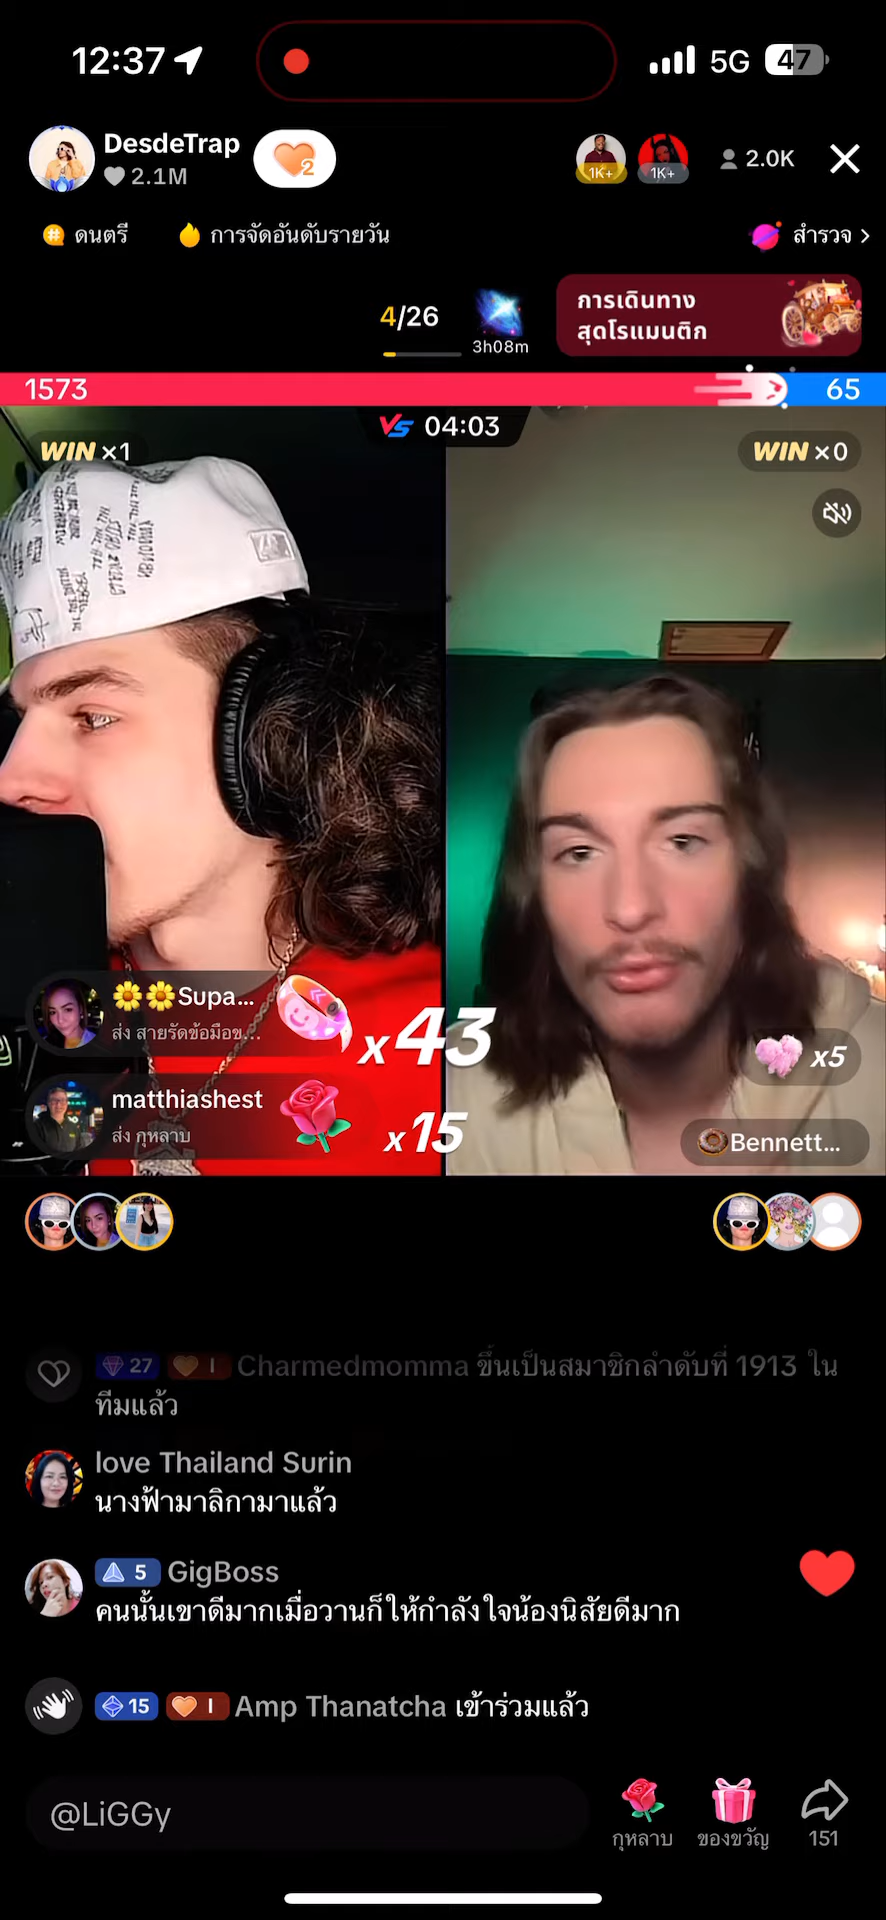 12:37
5G
47
DesdeTrap
2.1M
2
1K+
1K+
2.0K
ดนตรี
การจัดอันดับรายวัน
สำรวจ
4/26
3h08m
การเดินทาง
สุดโรแมนติก
1573
65
VS 04:03
WIN x1
WIN x0
🌼🌼Supa...
ส่ง สายรัดข้อมือข...
x43
matthiashest
ส่ง กุหลาบ
x15
x5
Bennett...
27 I Charmedmomma ขึ้นเป็นสมาชิกลำดับที่ 1913 ใน
ทีมแล้ว
love Thailand Surin
นางฟ้ามาลิกามาแล้ว
5 GigBoss
คนนั้นเขาดีมากเมื่อวานก็ให้กำลังใจน้องนิสัยดีมาก
15 I Amp Thanatcha เข้าร่วมแล้ว
@LiGGy
กุหลาบ
ของขวัญ
151